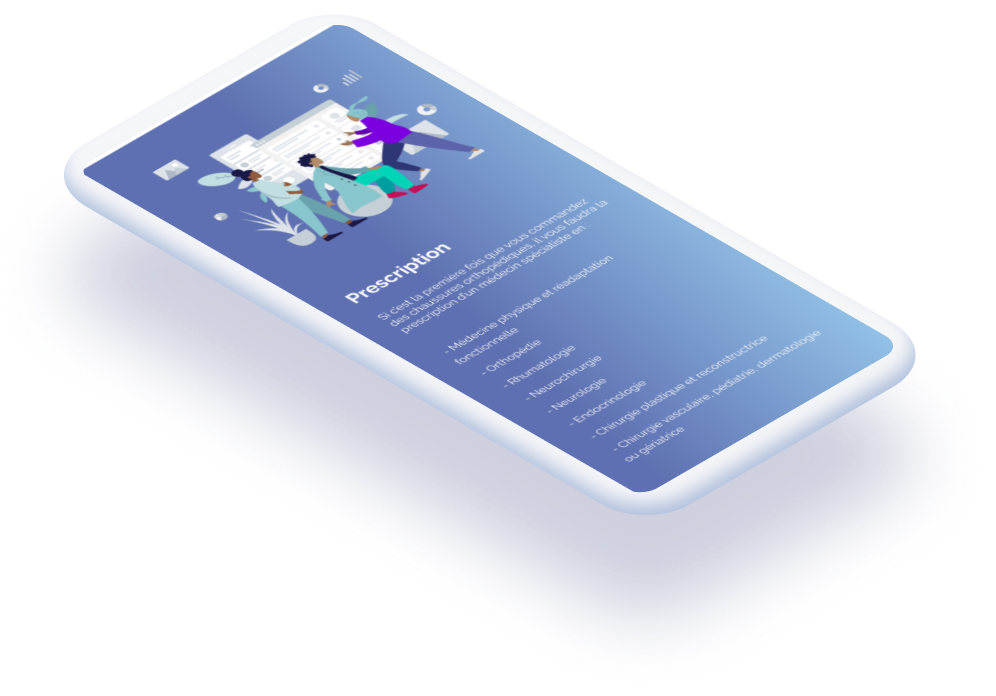 Prescription
Si c'est la première fois que vous commandez
des chaussures orthopédiques, il vous faudra la
prescription d'un médecin spécialiste en :
- Médecine physique et réadaptation
fonctionnelle
- Orthopédie
- Rhumatologie
- Neurochirurgie
- Neurologie
- Endocrinologie
- Chirurgie plastique et reconstructrice
- Chirurgie vasculaire, pédiatrie, dermatologie
ou gériatrice